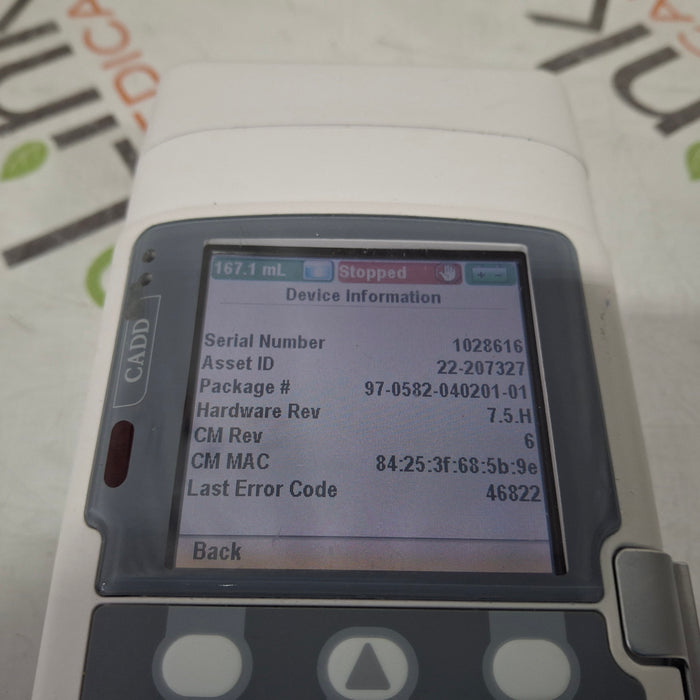 167.1 mL Stopped + -
Device Information
Serial Number 1028616
Asset ID 22-207327
Package # 97-0582-040201-01
Hardware Rev 7.5.H
CM Rev 6
CM MAC 84:25:3f:68:5b:9e
Last Error Code 46822
Back
CADD